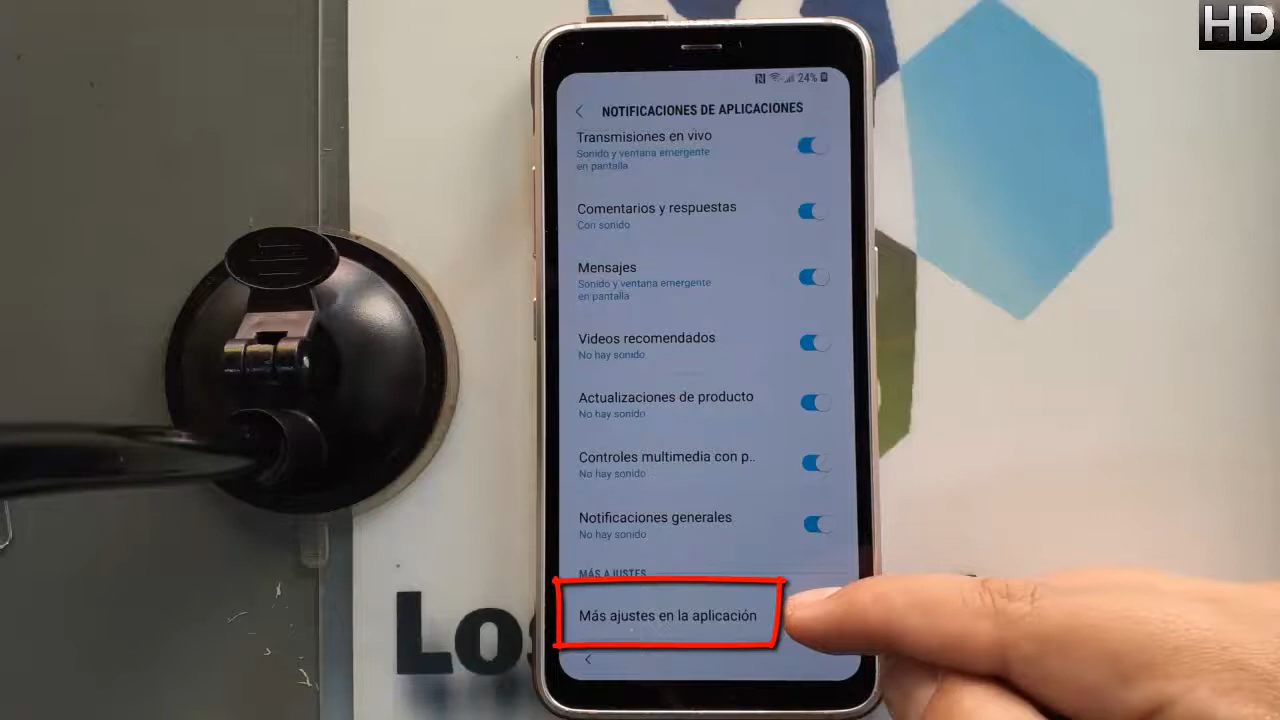 HD
24%
NOTIFICACIONES DE APLICACIONES
Transmisiones en vivo
Sonido y ventana emergente
en pantalla
Comentarios y respuestas
Con sonido
Mensajes
Sonido y ventana emergente
en pantalla
Videos recomendados
No hay sonido
Actualizaciones de producto
No hay sonido
Controles multimedia con p..
No hay sonido
Notificaciones generales
No hay sonido
MÁS AJUSTES
Más ajustes en la aplicación
Los